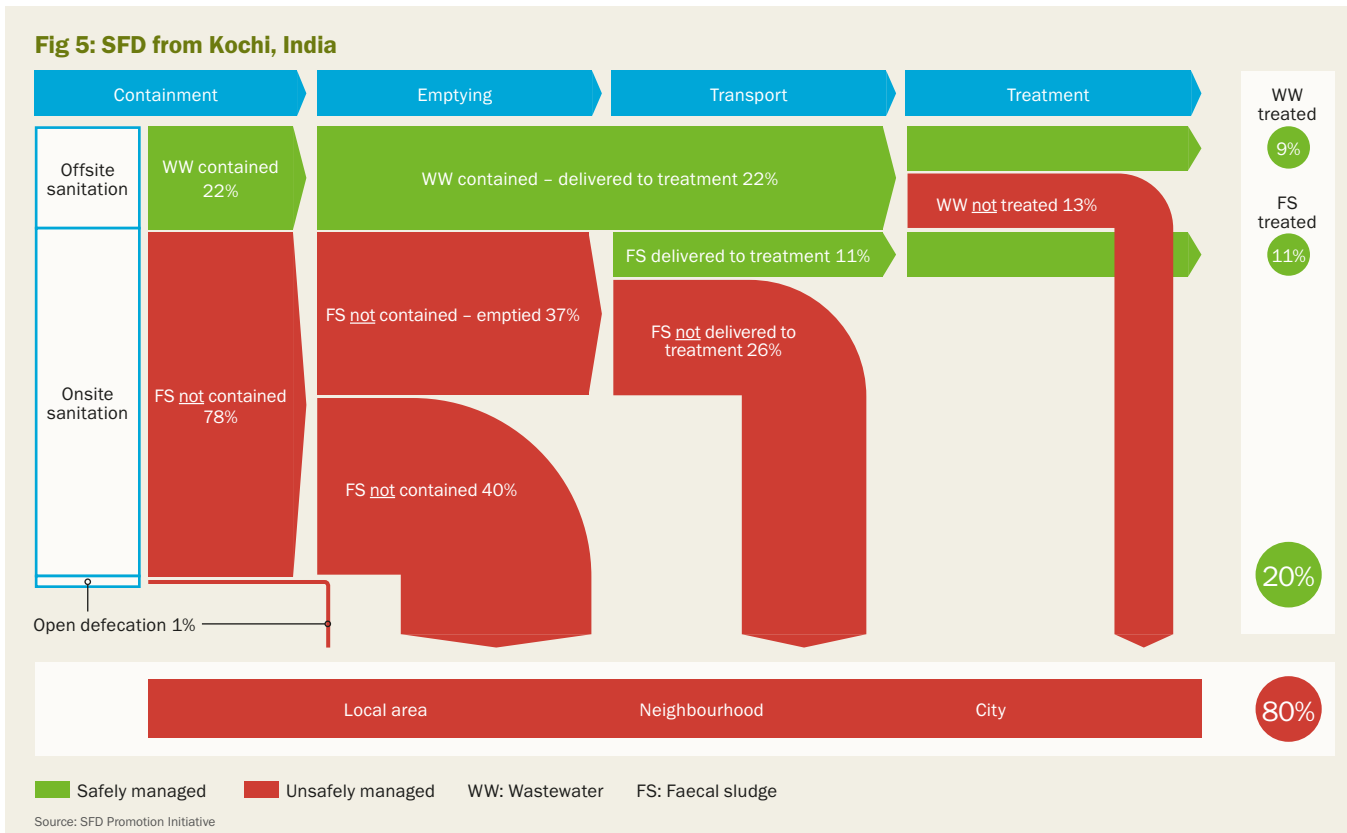 Fig 5: SFD from Kochi, India
Containment
Emptying
Transport
Treatment
WW
treated
9%
FS
treated
11%
20%
80%
Offsite
sanitation
WW contained
22%
WW contained – delivered to treatment 22%
WW not treated 13%
FS delivered to treatment 11%
Onsite
sanitation
FS not contained
78%
FS not contained – emptied 37%
FS not delivered to
treatment 26%
FS not contained 40%
Open defecation 1%
Local area
Neighbourhood
City
Safely managed
Unsafely managed
WW: Wastewater
FS: Faecal sludge
Source: SFD Promotion Initiative